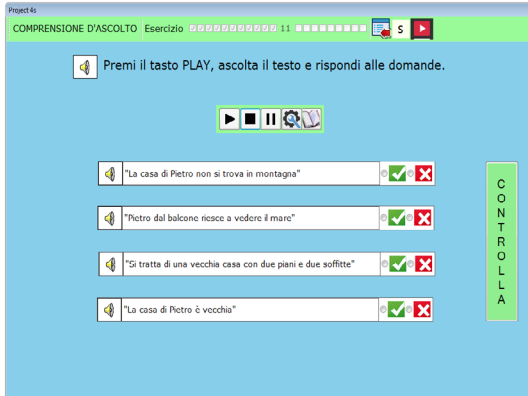 Project 4s
COMPRENSIONE D'ASCOLTO Esercizio 11 S
Premi il tasto PLAY, ascolta il testo e rispondi alle domande.
"La casa di Pietro non si trova in montagna"
"Pietro dal balcone riesce a vedere il mare"
"Si tratta di una vecchia casa con due piani e due soffitte"
"La casa di Pietro è vecchia"
CONTROLLA